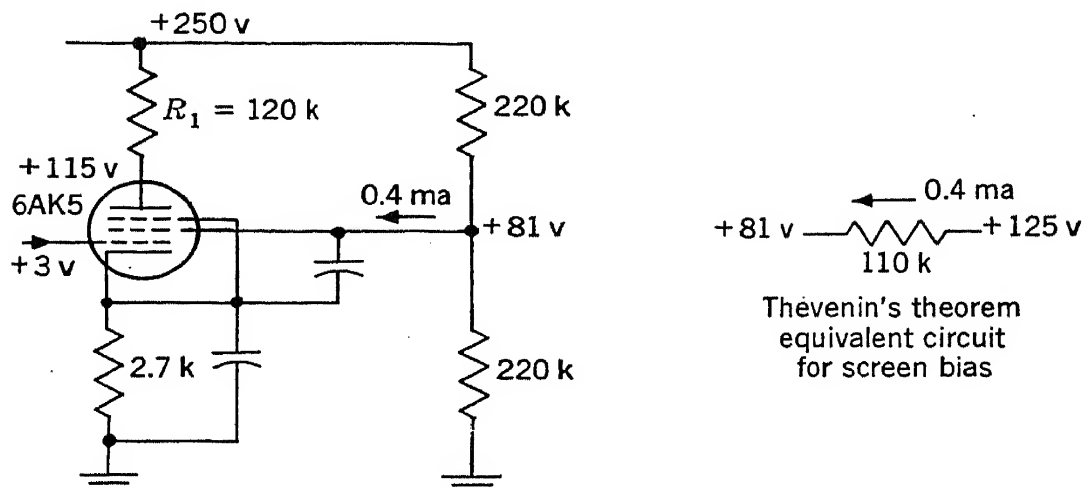 +250 v
R₁ = 120 k
220 k
+115 v
6AK5
0.4 ma
+81 v
+3 v
2.7 k
220 k
0.4 ma
+81 v
+125 v
110 k
Thévenin's theorem
equivalent circuit
for screen bias